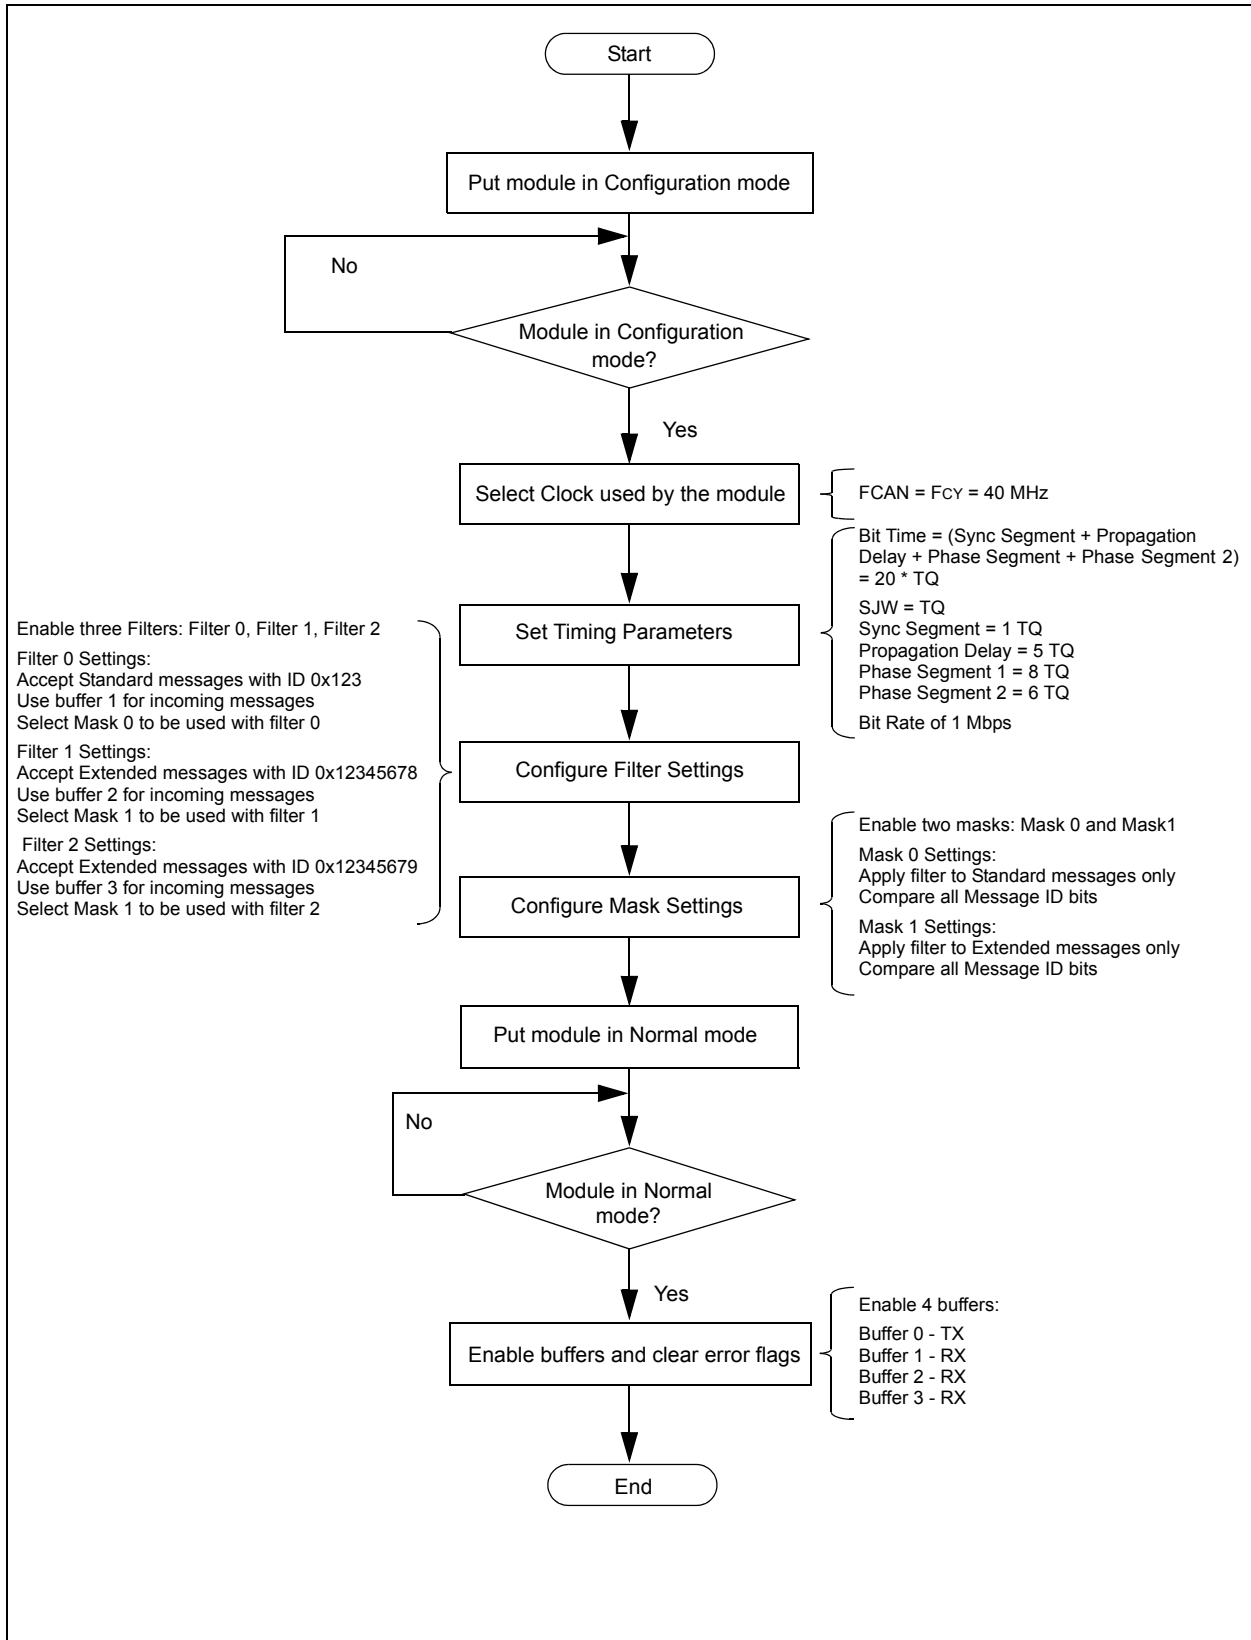 Start
Put module in Configuration mode
No
Module in Configuration
mode?
Yes
Select Clock used by the module
FCAN = FCY = 40 MHz
Bit Time = (Sync Segment + Propagation
Delay + Phase Segment + Phase Segment 2)
= 20 * TQ
SJW = TQ
Sync Segment = 1 TQ
Propagation Delay = 5 TQ
Phase Segment 1 = 8 TQ
Phase Segment 2 = 6 TQ
Bit Rate of 1 Mbps
Set Timing Parameters
Enable three Filters: Filter 0, Filter 1, Filter 2
Filter 0 Settings:
Accept Standard messages with ID 0x123
Use buffer 1 for incoming messages
Select Mask 0 to be used with filter 0
Filter 1 Settings:
Accept Extended messages with ID 0x12345678
Use buffer 2 for incoming messages
Select Mask 1 to be used with filter 1
Filter 2 Settings:
Accept Extended messages with ID 0x12345679
Use buffer 3 for incoming messages
Select Mask 1 to be used with filter 2
Configure Filter Settings
Configure Mask Settings
Enable two masks: Mask 0 and Mask1
Mask 0 Settings:
Apply filter to Standard messages only
Compare all Message ID bits
Mask 1 Settings:
Apply filter to Extended messages only
Compare all Message ID bits
Put module in Normal mode
No
Module in Normal
mode?
Yes
Enable buffers and clear error flags
Enable 4 buffers:
Buffer 0 - TX
Buffer 1 - RX
Buffer 2 - RX
Buffer 3 - RX
End